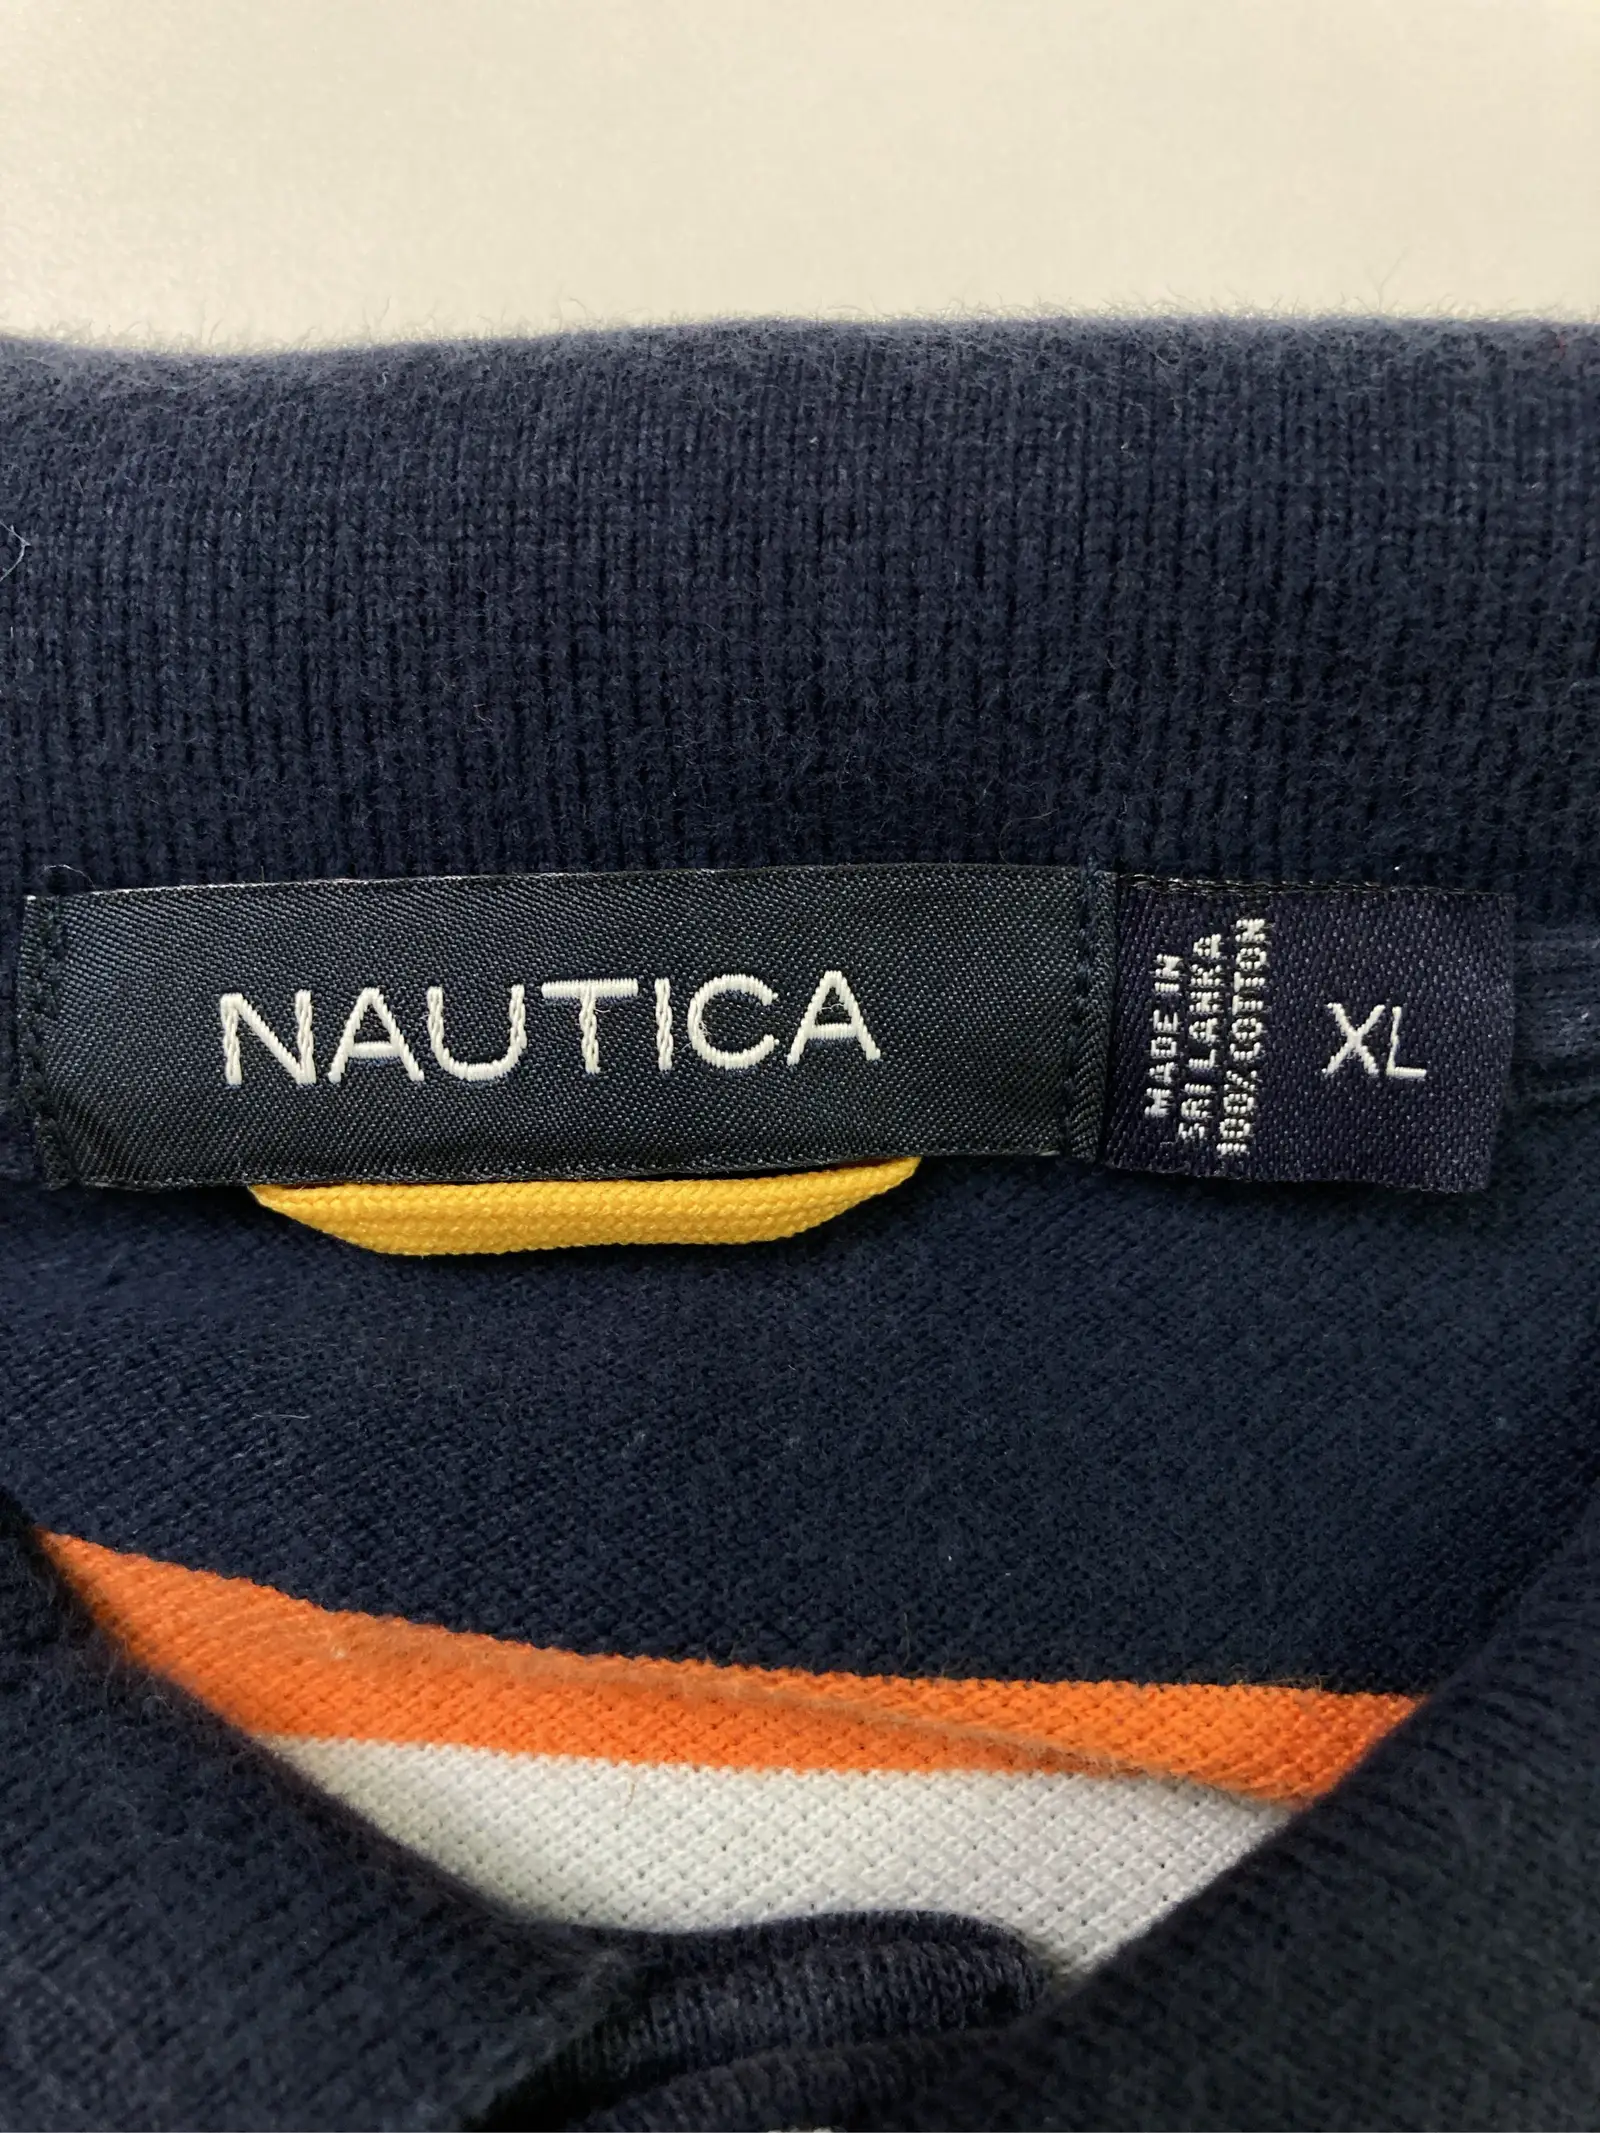 NAUTICA
MADE IN
SRI LANKA
100% COTTON
XL